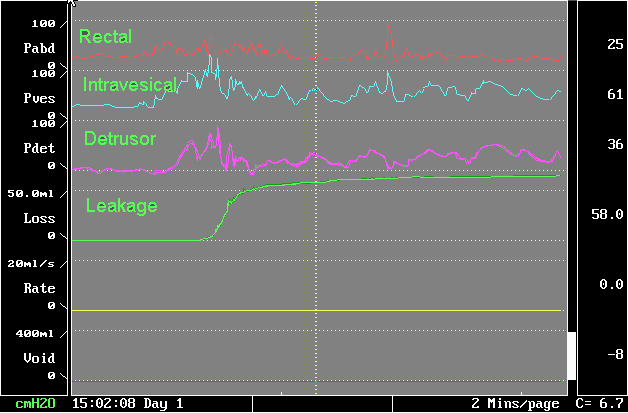 100
Rectal
25
Pabd
0
100
Intravesical
61
Pves
0
100
Detrusor
36
Pdet
0
50.0ml
Leakage
58.0
Loss
0
20ml/s
Rate
0.0
0
400ml
Void
-8
0
cmH2O 15:02:08 Day 1 2 Mins/page C= 6.7